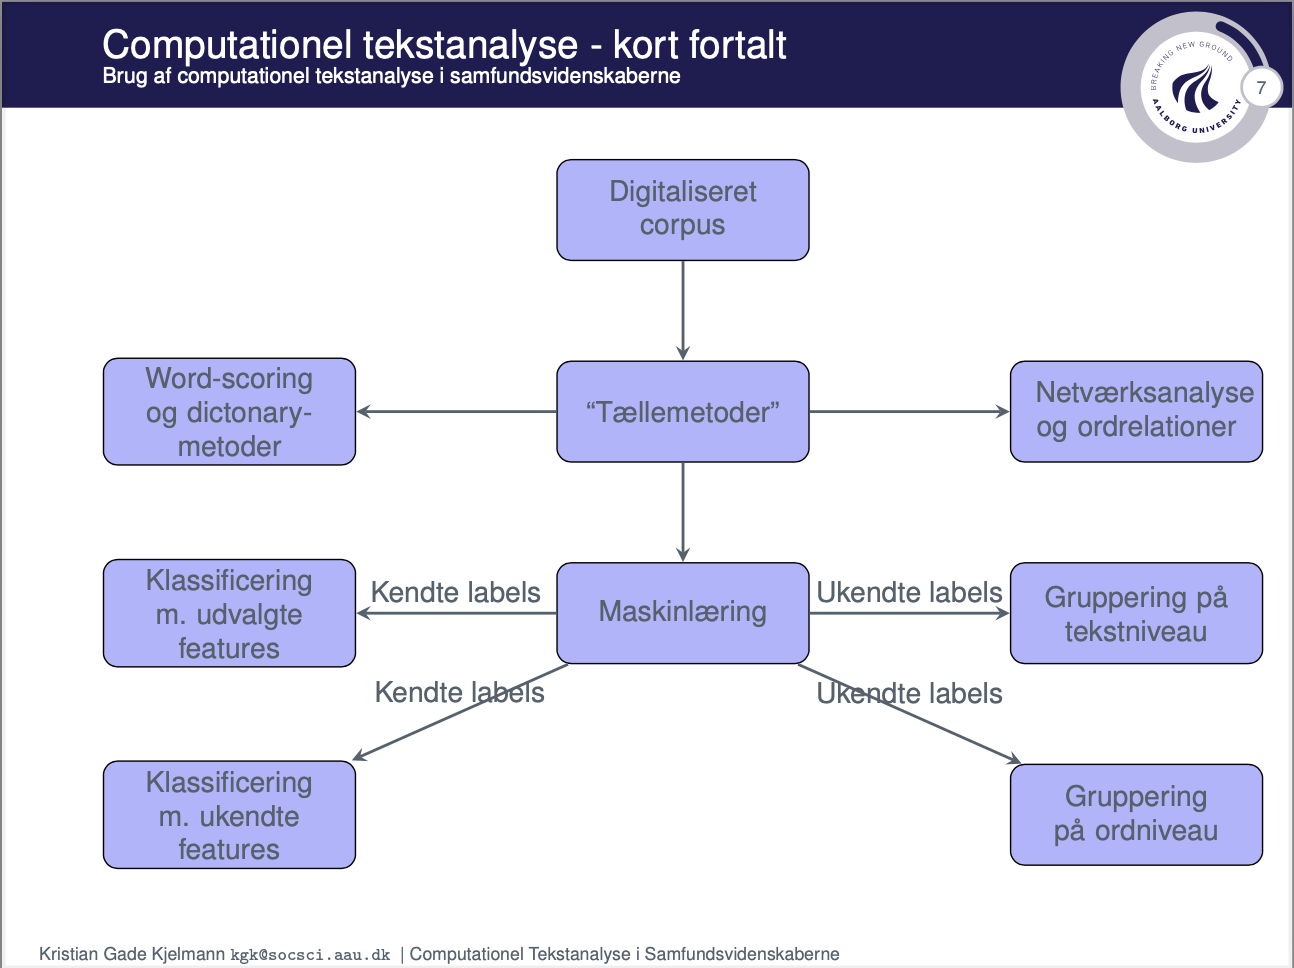 Computationel tekstanalyse - kort fortalt
Brug af computationel tekstanalyse i samfundsvidenskaberne
BREAKING NEW GROUND
AALBORG UNIVERSITY
7
Digitaliseret
corpus
Word-scoring
og dictonary-
metoder
“Tællemetoder”
Netværksanalyse
og ordrelationer
Klassificering
m. udvalgte
features
Kendte labels
Maskinlæring
Ukendte labels
Gruppering på
tekstniveau
Kendte labels
Ukendte labels
Klassificering
m. ukendte
features
Gruppering
på ordniveau
Kristian Gade Kjelmann kgk@socsci.aau.dk | Computationel Tekstanalyse i Samfundsvidenskaberne